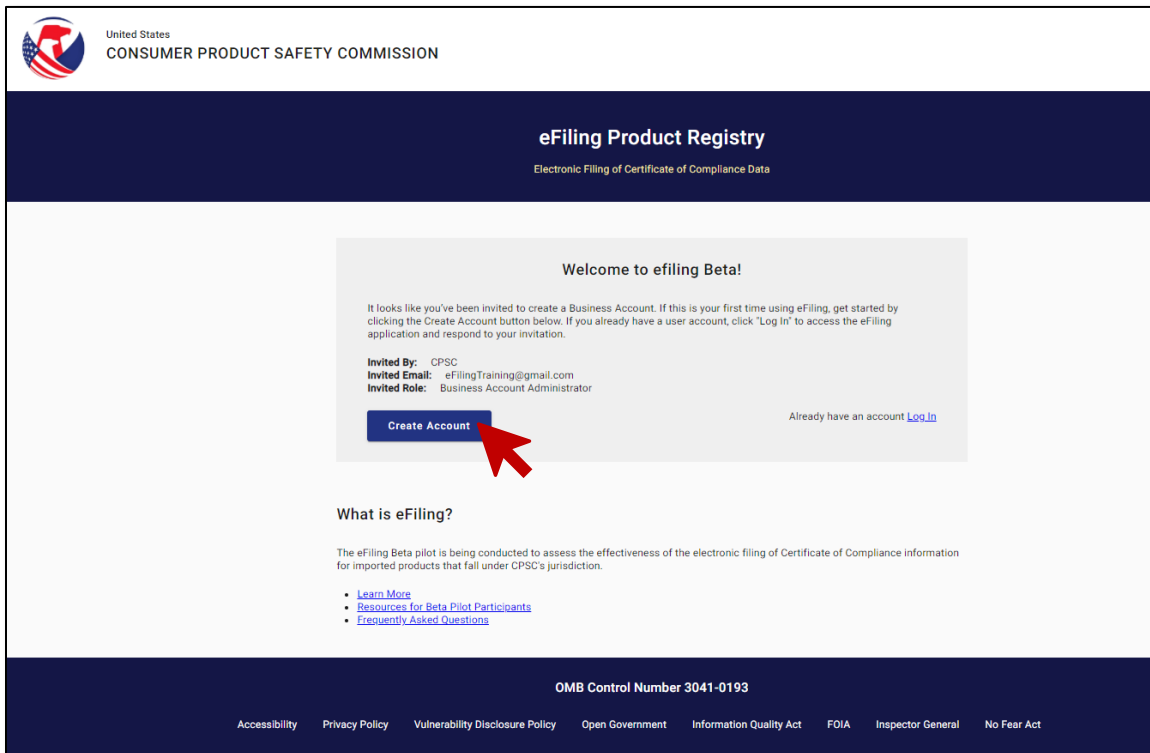 United States
CONSUMER PRODUCT SAFETY COMMISSION
eFiling Product Registry
Electronic Filing of Certificate of Compliance Data
Welcome to efiling Beta!
It looks like you've been invited to create a Business Account. If this is your first time using eFiling, get started by
clicking the Create Account button below. If you already have a user account, click "Log In" to access the eFiling
application and respond to your invitation.
Invited By: CPSC
Invited Email: eFilingTraining@gmail.com
Invited Role: Business Account Administrator
Create Account
Already have an account Log In
What is eFiling?
The eFiling Beta pilot is being conducted to assess the effectiveness of the electronic filing of Certificate of Compliance information
for imported products that fall under CPSC's jurisdiction.
Learn More
Resources for Beta Pilot Participants
Frequently Asked Questions
OMB Control Number 3041-0193
Accessibility Privacy Policy Vulnerability Disclosure Policy Open Government Information Quality Act FOIA Inspector General No Fear Act